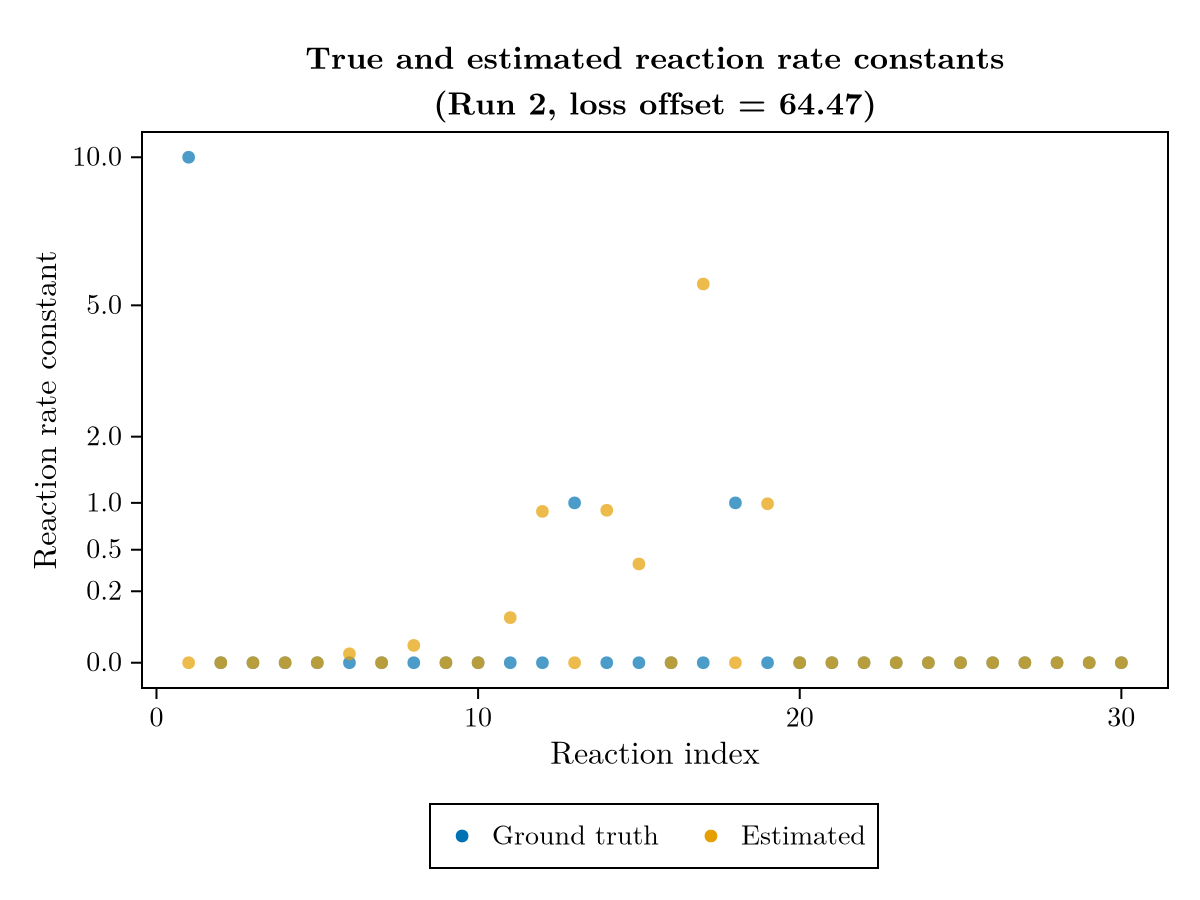 True and estimated reaction rate constants
(Run 2, loss offset = 64.47)
Reaction rate constant
10.0
5.0
2.0
1.0
0.5
0.2
0.0
0 10 20 30
Reaction index
Ground truth Estimated